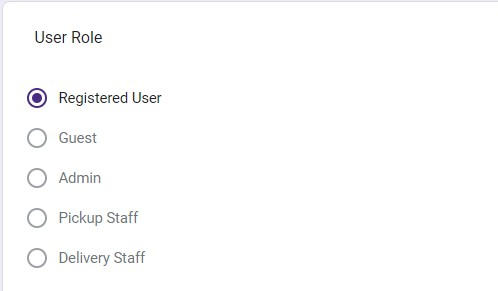 User Role
Registered User
Guest
Admin
Pickup Staff
Delivery Staff